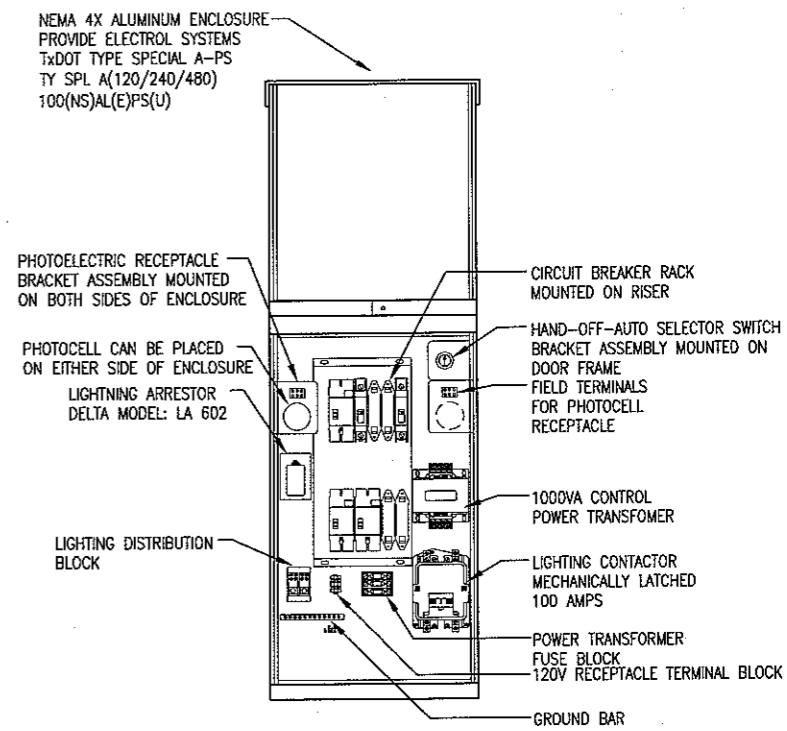 NEMA 4X ALUMINUM ENCLOSURE
PROVIDE ELECTROL SYSTEMS
TxDOT TYPE SPECIAL A-PS
TY SPL A(120/240/480)
100(NS)AL(E)PS(U)
PHOTOELECTRIC RECEPTACLE
BRACKET ASSEMBLY MOUNTED
ON BOTH SIDES OF ENCLOSURE
PHOTOCELL CAN BE PLACED
ON EITHER SIDE OF ENCLOSURE
LIGHTNING ARRESTOR
DELTA MODEL: LA 602
LIGHTING DISTRIBUTION
BLOCK
CIRCUIT BREAKER RACK
MOUNTED ON RISER
HAND-OFF-AUTO SELECTOR SWITCH
BRACKET ASSEMBLY MOUNTED ON
DOOR FRAME
FIELD TERMINALS
FOR PHOTOCELL
RECEPTACLE
1000VA CONTROL
POWER TRANSFOMER
LIGHTING CONTACTOR
MECHANICALLY LATCHED
100 AMPS
POWER TRANSFORMER
FUSE BLOCK
120V RECEPTACLE TERMINAL BLOCK
GROUND BAR